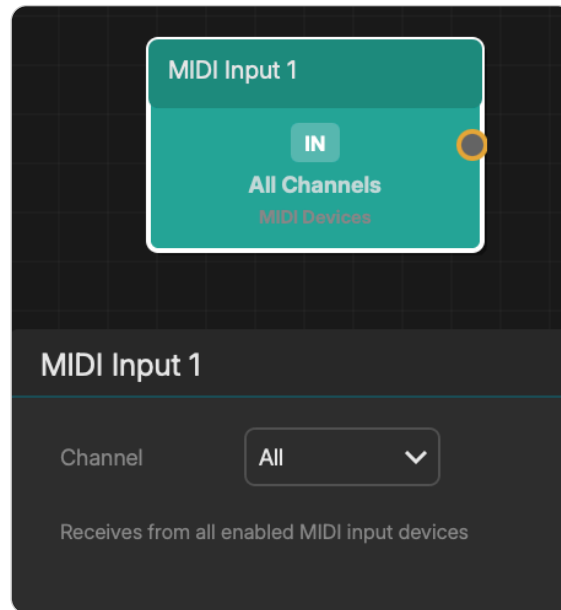 MIDI Input 1
IN
All Channels
MIDI Devices
MIDI Input 1
Channel All
Receives from all enabled MIDI input devices